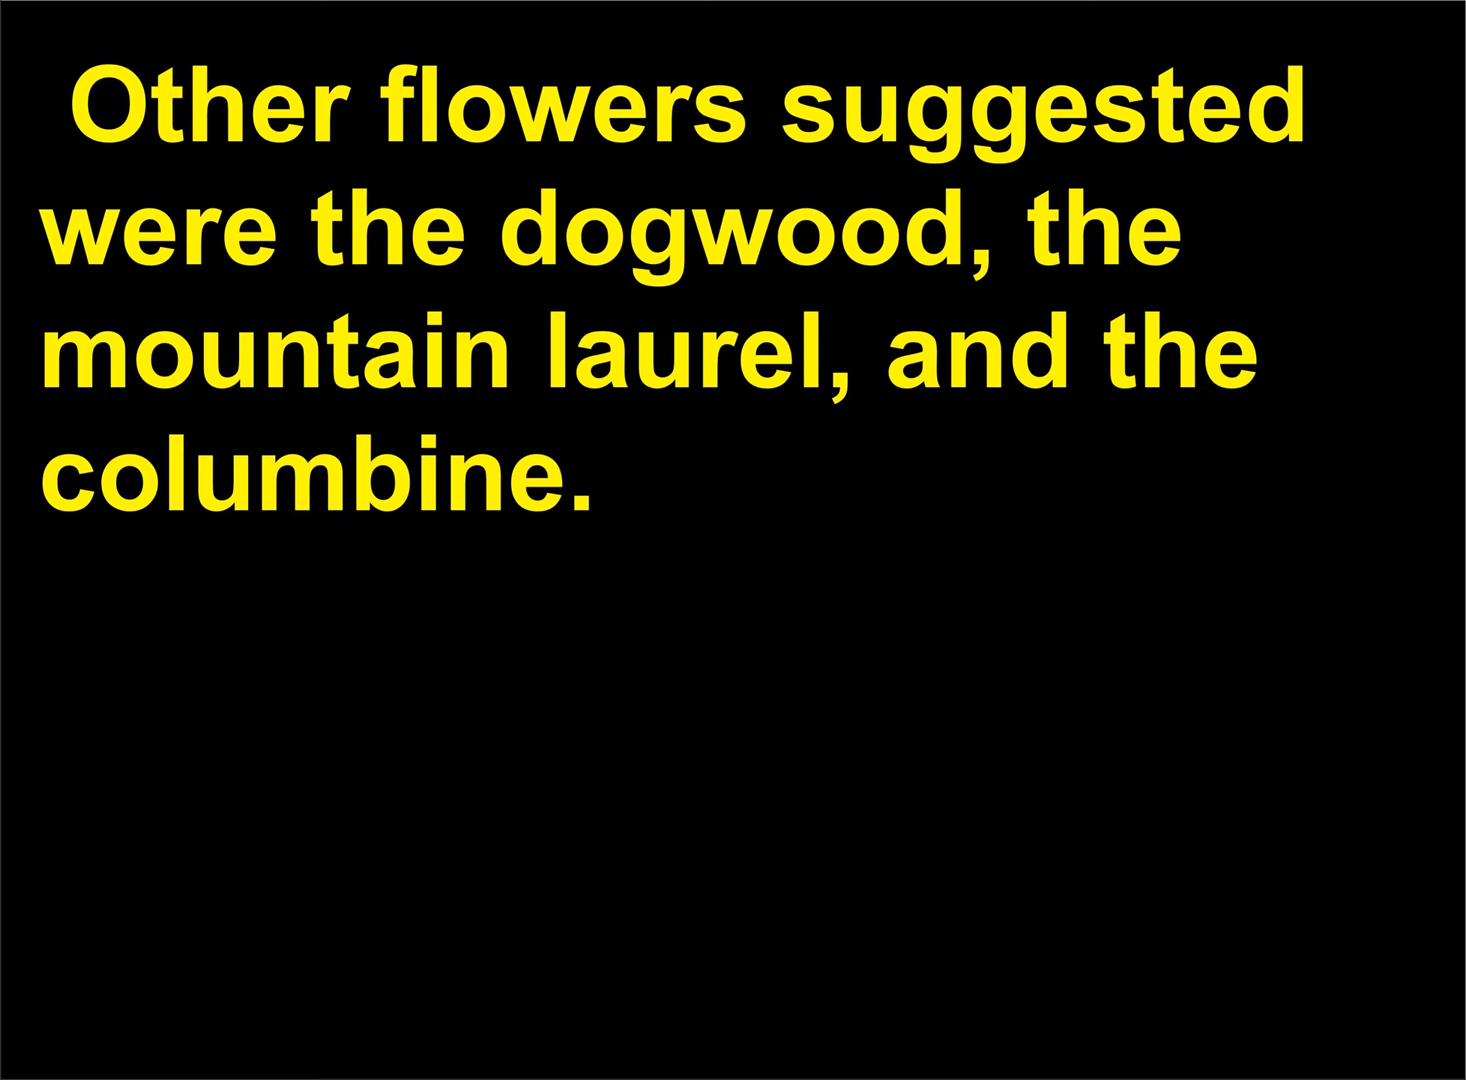 Other flowers suggested
were the dogwood, the
mountain laurel, and the
columbine.